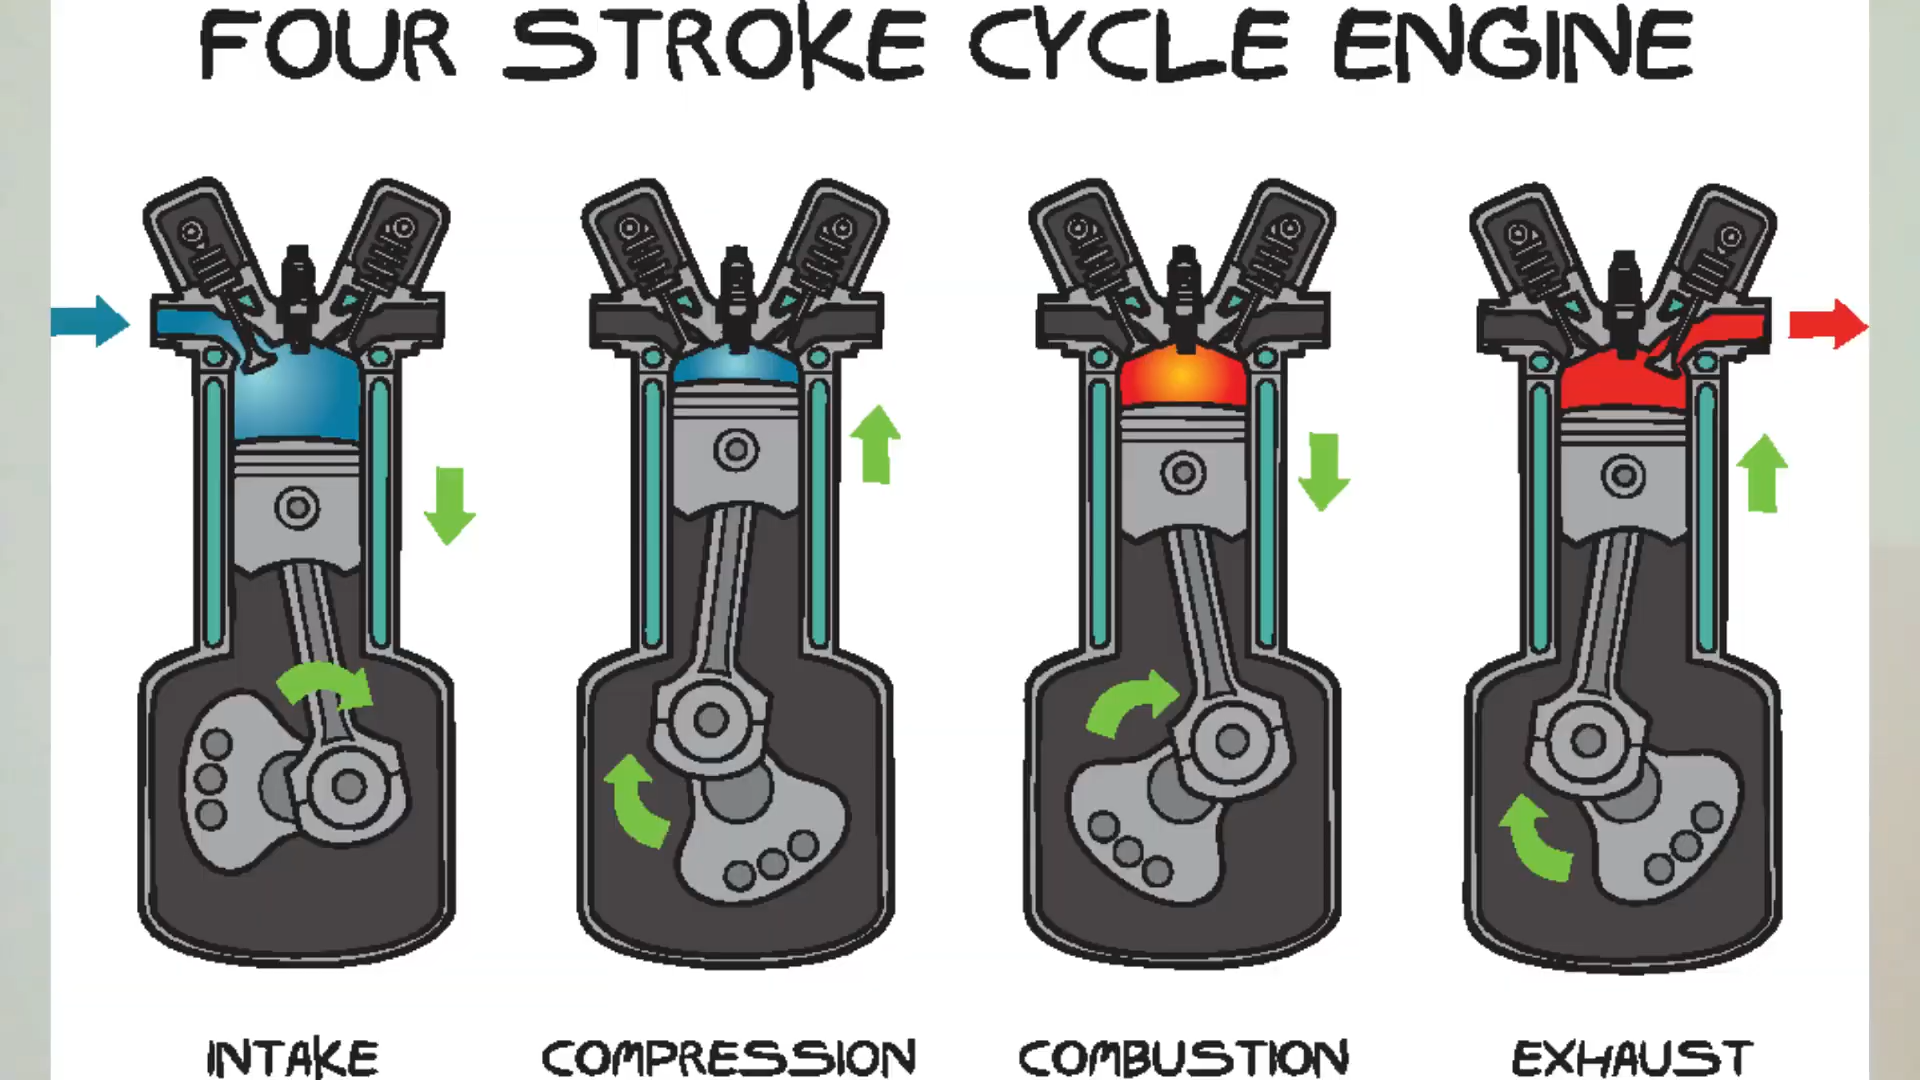 FOUR STROKE CYCLE ENGINE
INTAKE
COMPRESSION
COMBUSTION
EXHAUST